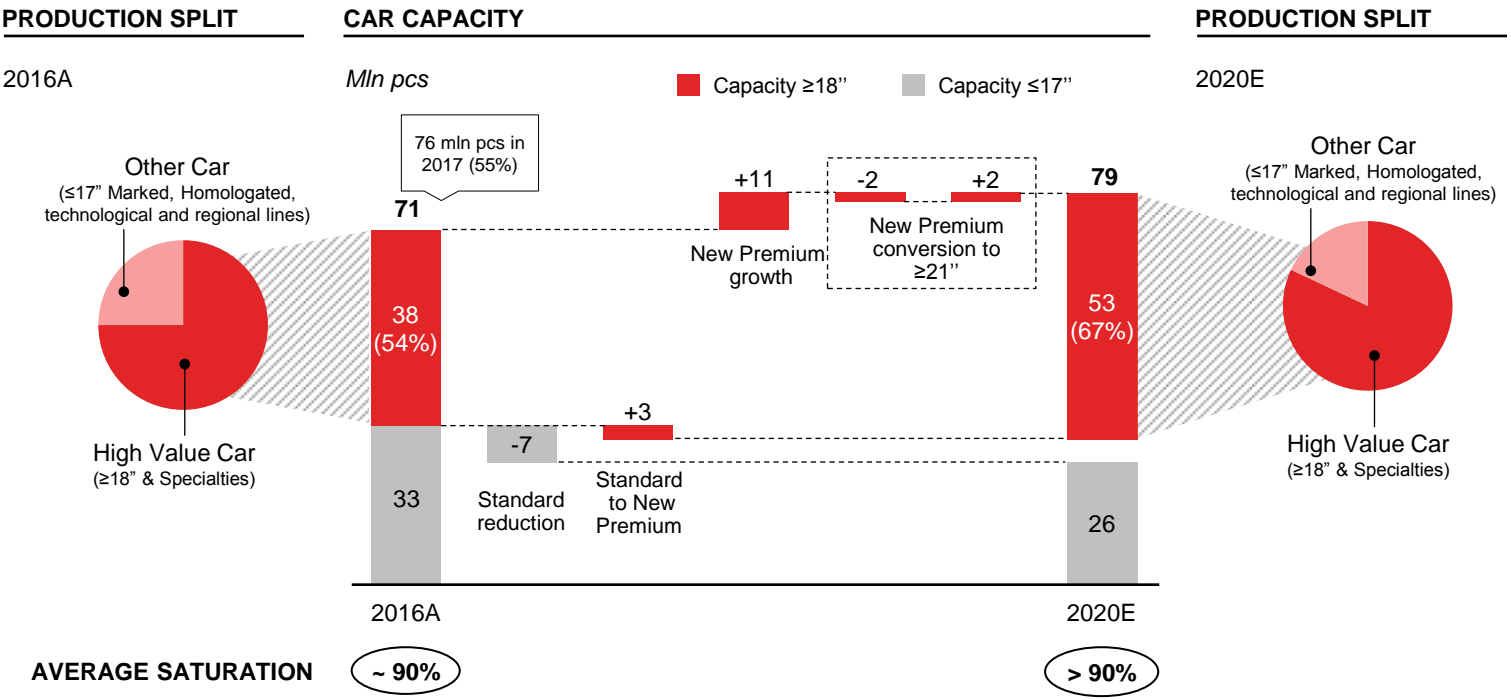 PRODUCTION SPLIT
2016A
Other Car
(≤17” Marked, Homologated,
technological and regional lines)
High Value Car
(≥18” & Specialties)
CAR CAPACITY
Mln pcs
Capacity ≥18’’
Capacity ≤17’’
76 mln pcs in
2017 (55%)
71
38
(54%)
33
-7
Standard
reduction
+3
Standard
to New
Premium
+11
New Premium
growth
-2
+2
New Premium
conversion to
≥21’’
79
53
(67%)
26
2016A
2020E
PRODUCTION SPLIT
2020E
Other Car
(≤17” Marked, Homologated,
technological and regional lines)
High Value Car
(≥18” & Specialties)
AVERAGE SATURATION
~ 90%
> 90%